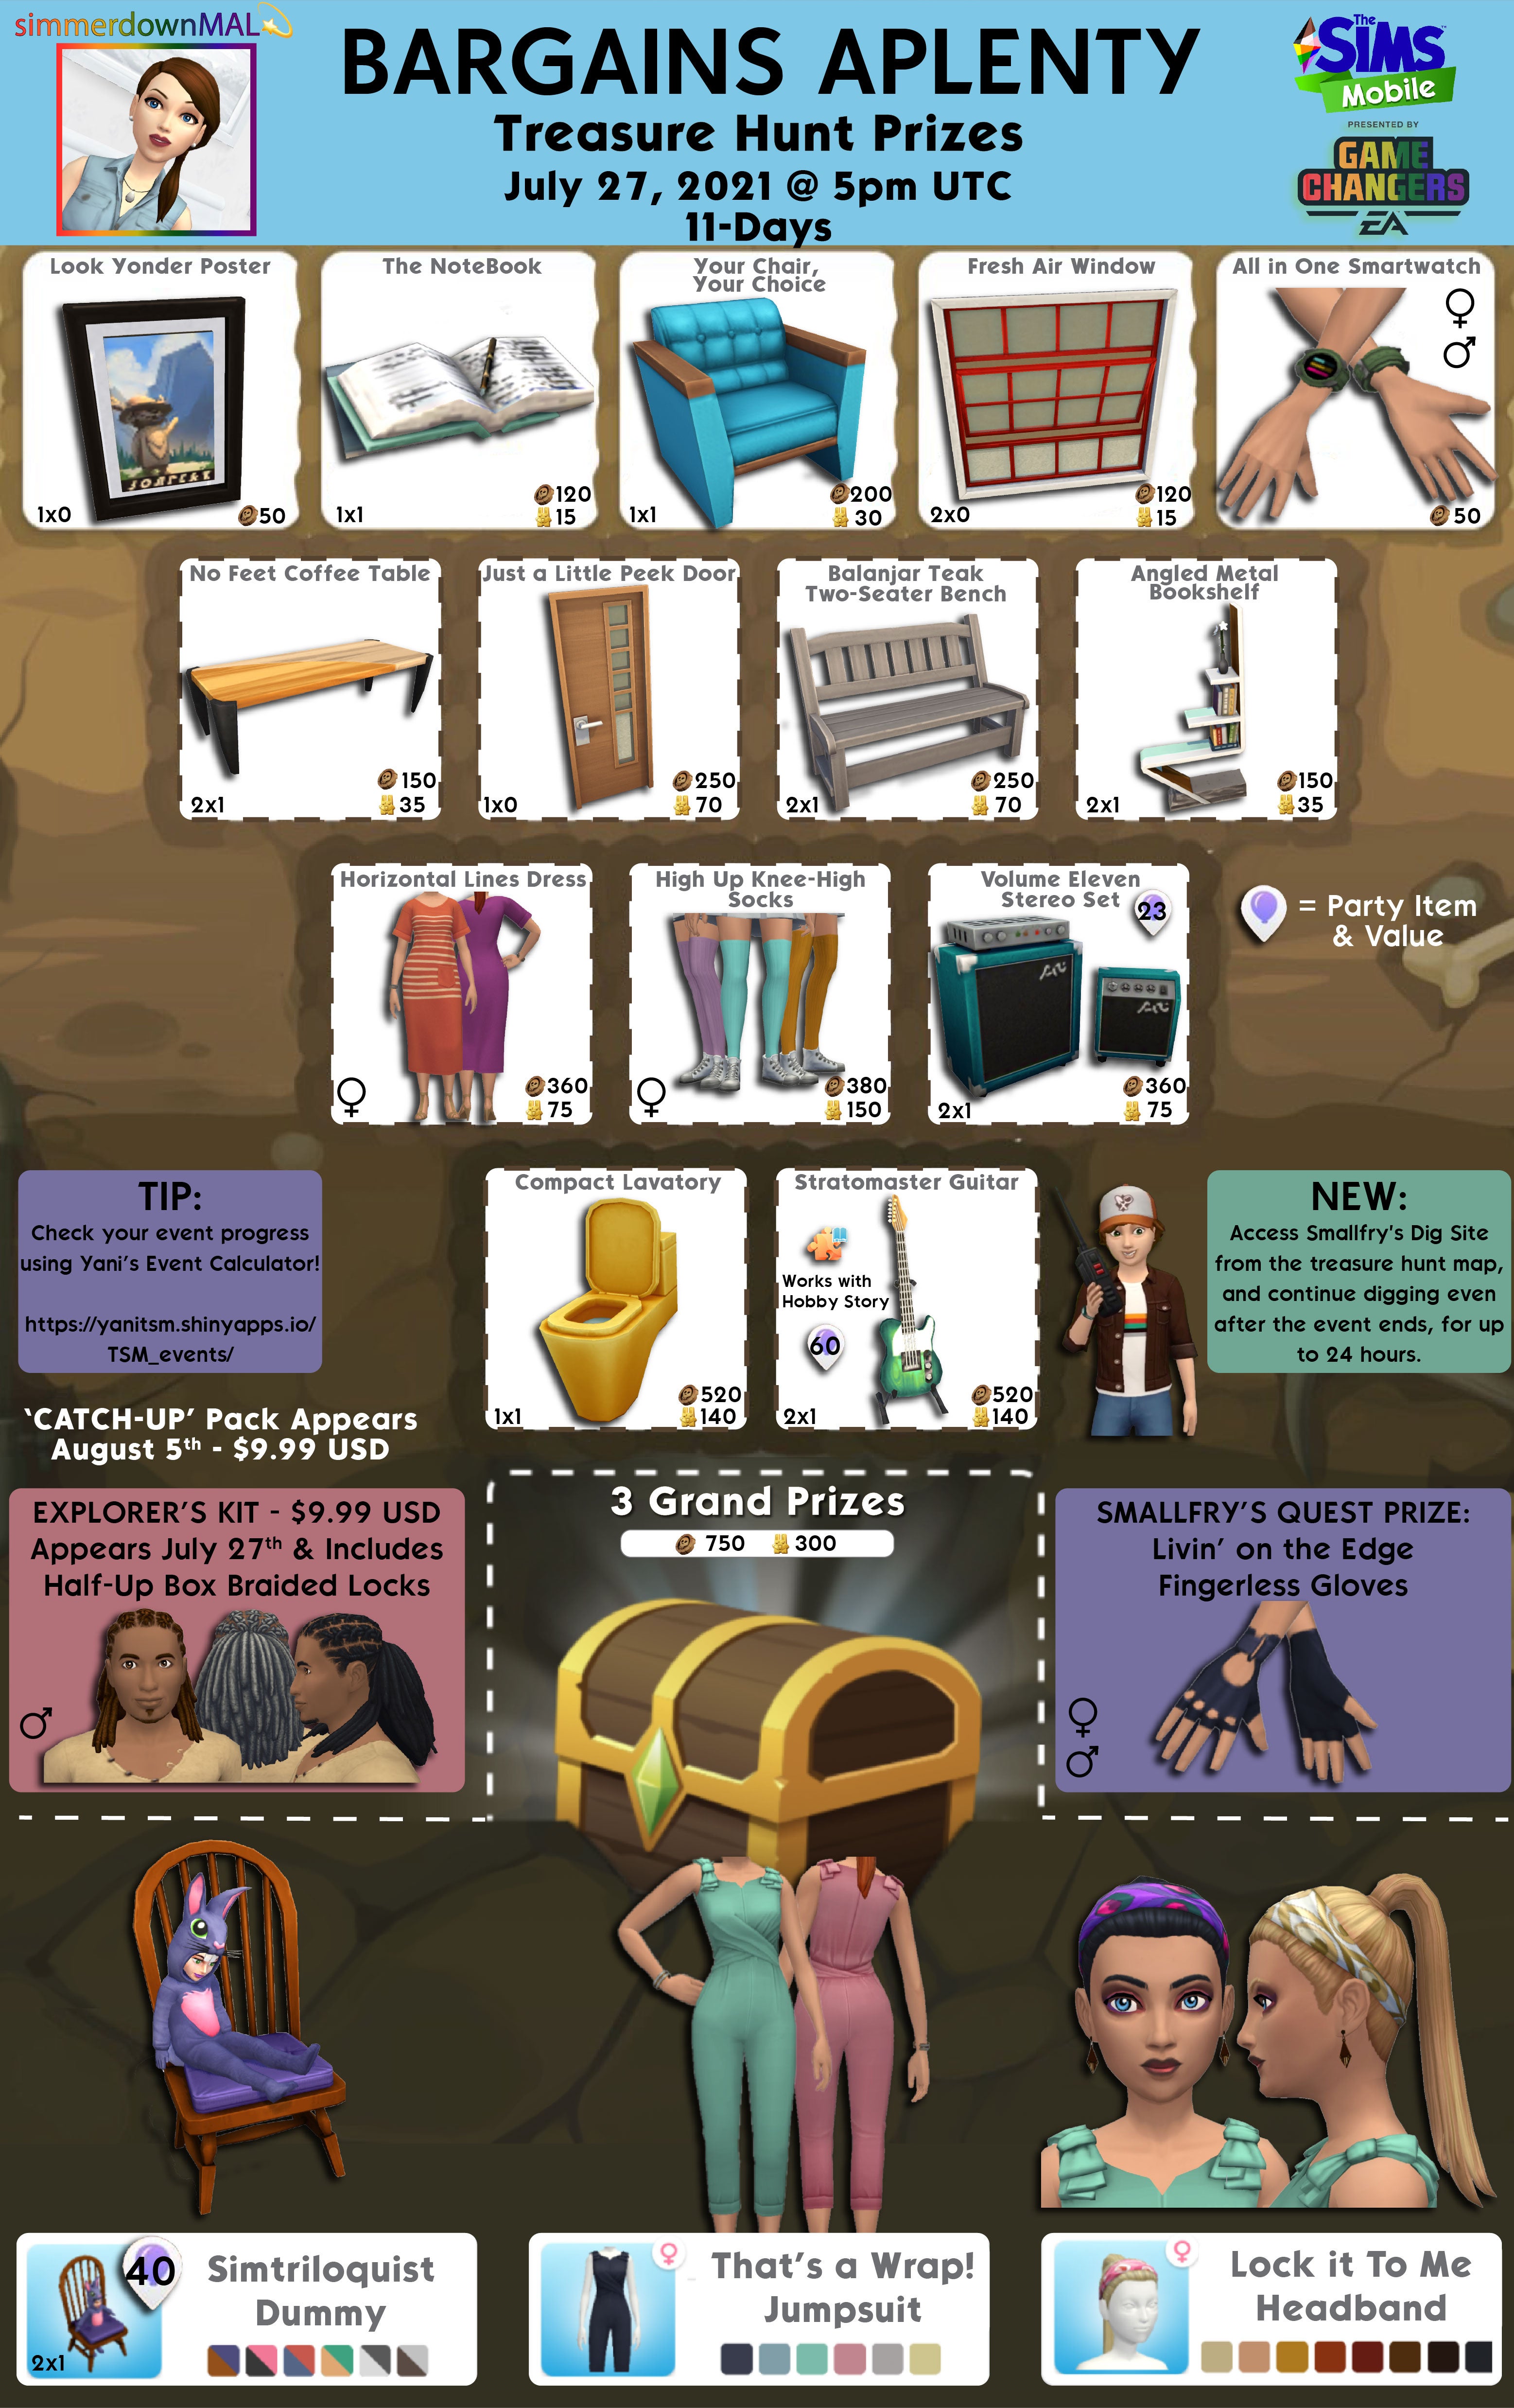 simmerdownMAL
BARGAINS APLENTY
Treasure Hunt Prizes
July 27, 2021 @ 5pm UTC
11-Days
The
SiMS
Mobile
PRESENTED BY
GAME
CHANGERS
EA
Look Yonder Poster
1x0
50
The NoteBook
1x1
120
15
Your Chair,
Your Choice
1x1
200
30
Fresh Air Window
2x0
120
15
All in One Smartwatch
♀
♂
50
No Feet Coffee Table
2x1
150
35
Just a Little Peek Door
1x0
250
70
Balanjar Teak
Two-Seater Bench
2x1
250
70
Angled Metal
Bookshelf
2x1
150
35
Horizontal Lines Dress
♀
360
75
High Up Knee-High
Socks
♀
380
150
Volume Eleven
Stereo Set
23
2x1
360
75
= Party Item
& Value
TIP:
Check your event progress
using Yani's Event Calculator!
https://yanitsm.shinyapps.io/
TSM_events/
Compact Lavatory
1x1
520
140
Stratomaster Guitar
Works with
Hobby Story
60
2x1
520
140
NEW:
Access Smallfry's Dig Site
from the treasure hunt map,
and continue digging even
after the event ends, for up
to 24 hours.
'CATCH-UP' Pack Appears
August 5th - $9.99 USD
EXPLORER'S KIT - $9.99 USD
Appears July 27th & Includes
Half-Up Box Braided Locks
♂
3 Grand Prizes
750 300
SMALLFRY'S QUEST PRIZE:
Livin' on the Edge
Fingerless Gloves
♀
♂
40
2x1
Simtriloquist
Dummy
♀
That's a Wrap!
Jumpsuit
♀
Lock it To Me
Headband